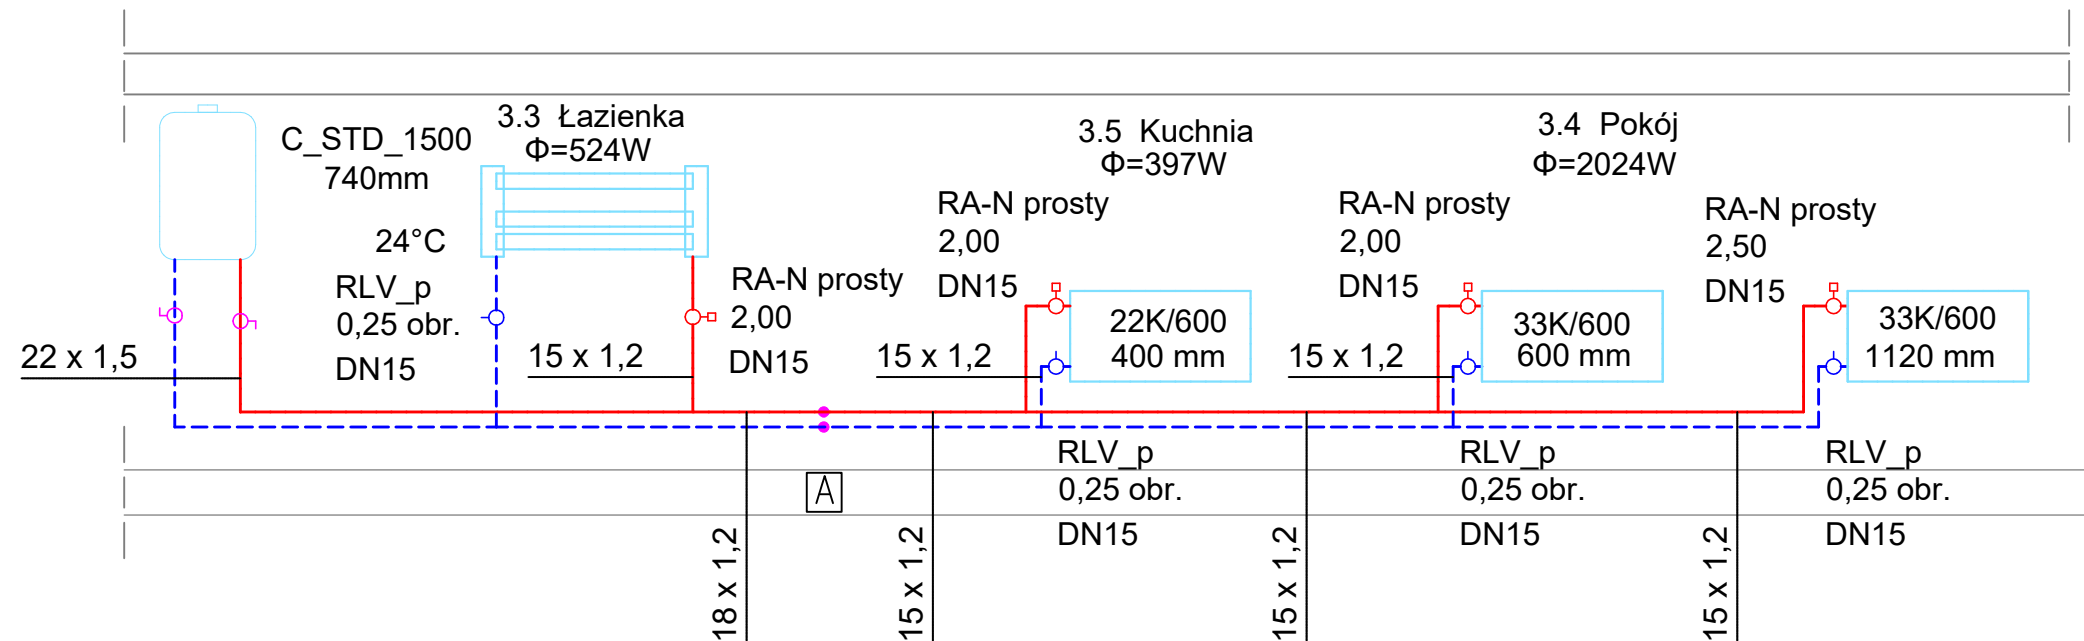 C_STD_1500
740mm
3.3 Łazienka
Φ=524W
24°C
RLV_p
0,25 obr.
DN15
22 x 1,5
15 x 1,2
RA-N prosty
2,00
DN15
3.5 Kuchnia
Φ=397W
RA-N prosty
2,00
DN15
15 x 1,2
22K/600
400 mm
3.4 Pokój
Φ=2024W
RA-N prosty
2,00
DN15
15 x 1,2
33K/600
600 mm
RA-N prosty
2,50
DN15
33K/600
1120 mm
A
RLV_p
0,25 obr.
DN15
RLV_p
0,25 obr.
DN15
RLV_p
0,25 obr.
DN15
18 x 1,2
15 x 1,2
15 x 1,2
15 x 1,2